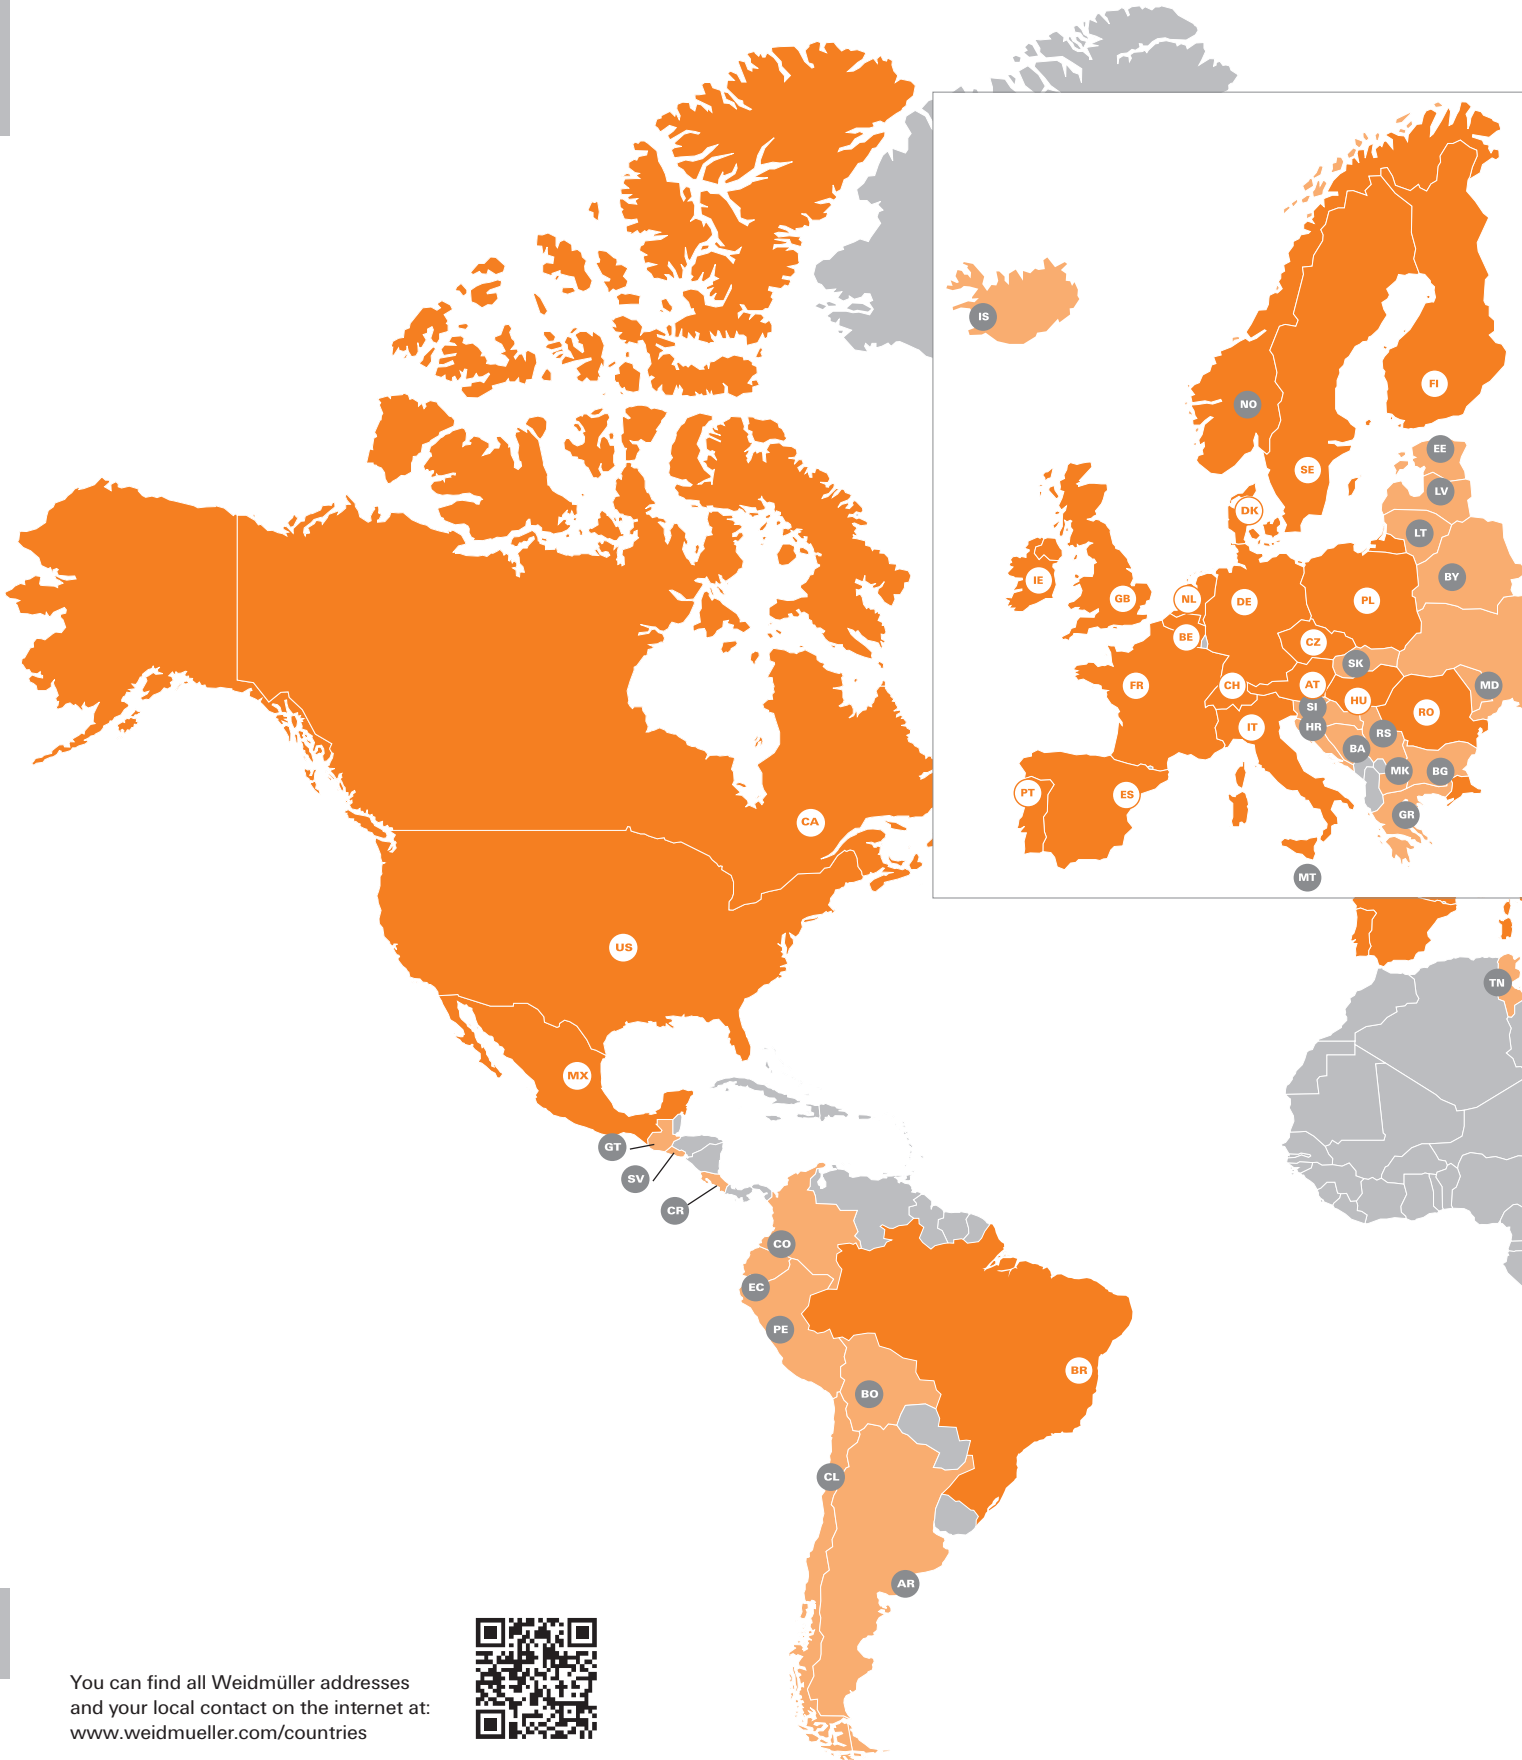 IS
NO
FI
SE
EE
LV
DK
LT
IE
GB
NL
DE
PL
BY
BE
CZ
SK
FR
CH
AT
MD
SI
HU
RO
IT
HR
RS
BA
MK
BG
PT
ES
GR
CA
MT
US
TN
MX
GT
SV
CR
CO
EC
PE
BR
BO
CL
AR
You can find all Weidmüller addresses
and your local contact on the internet at:
www.weidmueller.com/countries